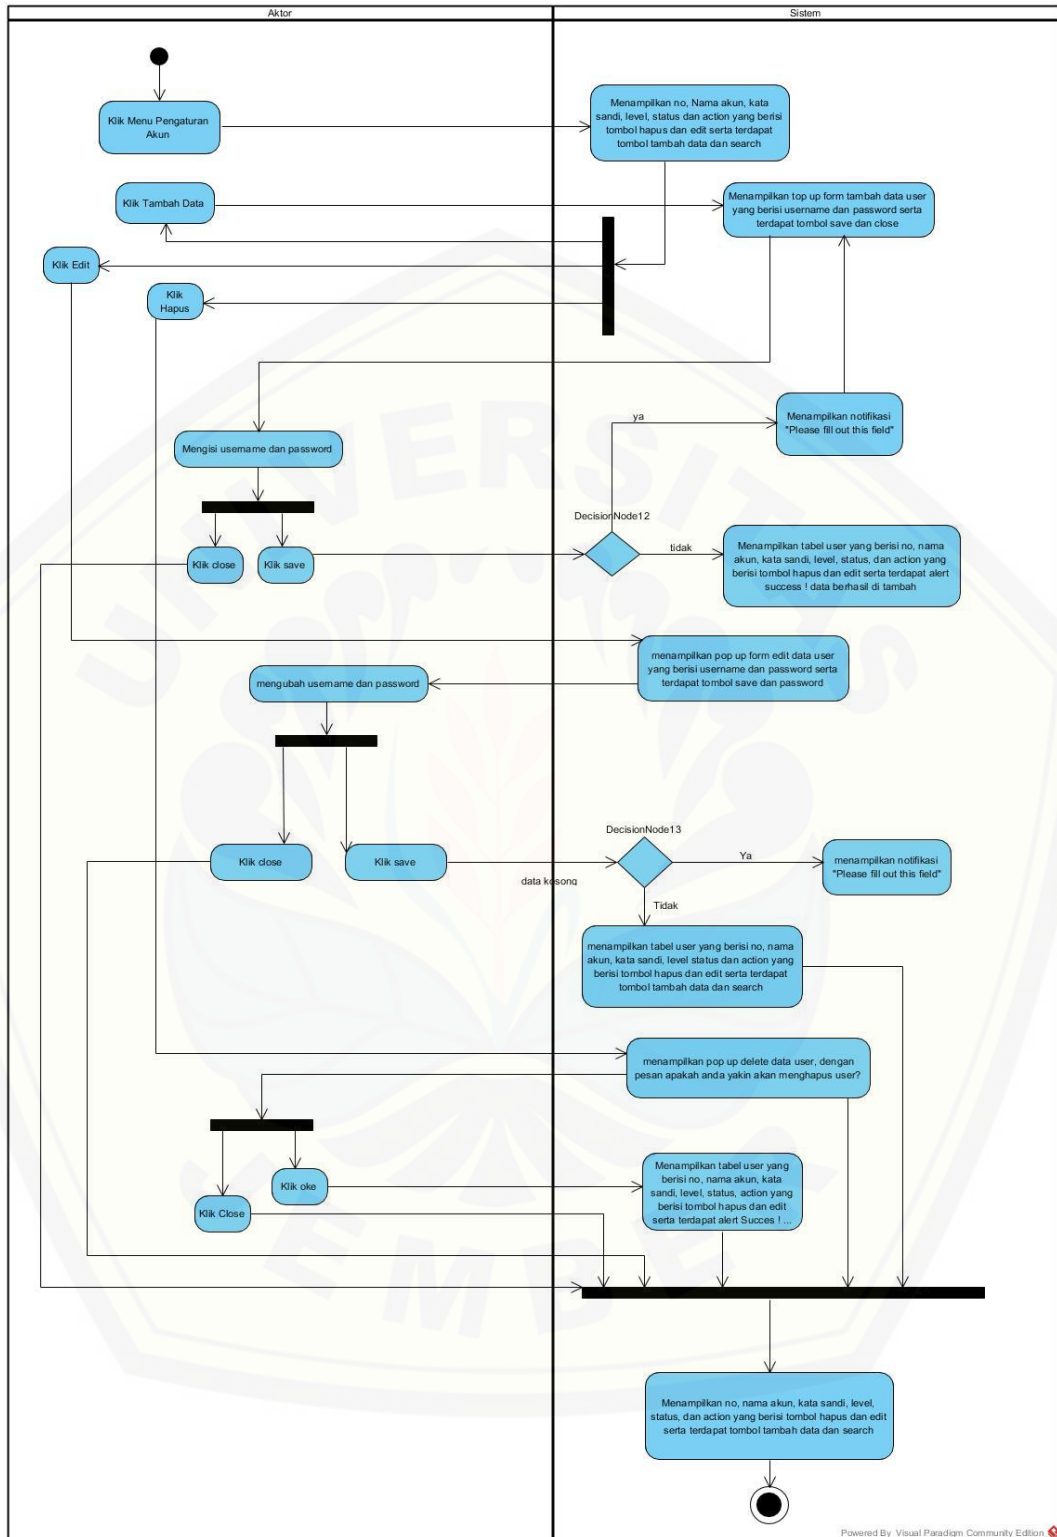 Aktor
Sistem
Klik Menu Pengaturan
Akun
Menampilkan no, Nama akun, kata
sandi, level, status dan action yang berisi
tombol hapus dan edit serta terdapat
tombol tambah data dan search
Klik Tambah Data
Menampilkan top up form tambah data user
yang berisi username dan password serta
terdapat tombol save dan close
Klik Edit
Klik
Hapus
ya
Menampilkan notifikasi
"Please fill out this field"
Mengisi username dan password
DecisionNode12
Klik close
Klik save
tidak
Menampilkan tabel user yang berisi no, nama
akun, kata sandi, level, status, dan action yang
berisi tombol hapus dan edit serta terdapat alert
success ! data berhasil di tambah
menampilkan pop up form edit data user
yang berisi username dan password serta
terdapat tombol save dan password
mengubah username dan password
DecisionNode13
Klik close
Klik save
data kosong
Ya
menampilkan notifikasi
"Please fill out this field"
Tidak
menampilkan tabel user yang berisi no, nama
akun, kata sandi, level status dan action yang
berisi tombol hapus dan edit serta terdapat
tombol tambah data dan search
menampilkan pop up delete data user, dengan
pesan apakah anda yakin akan menghapus user?
Klik oke
Klik Close
Menampilkan tabel user yang
berisi no, nama akun, kata
sandi, level, status, action yang
berisi tombol hapus dan edit
serta terdapat alert Succes ! ...
Menampilkan no, nama akun, kata sandi, level,
status, dan action yang berisi tombol hapus dan edit
serta terdapat tombol tambah data dan search
UNIVERSITAS
JEMBER
Powered By Visual Paradigm Community Edition